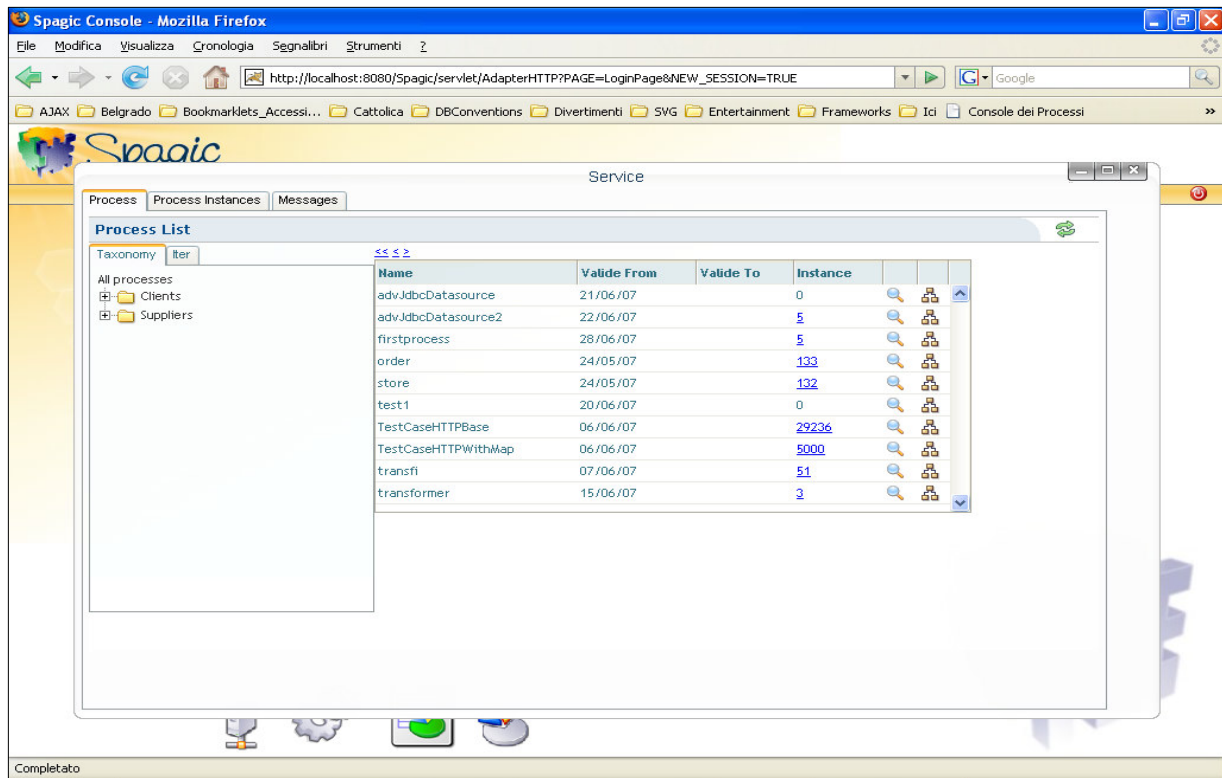 Spagic Console - Mozilla Firefox
File Modifica Visualizza Cronologia Segnalibri Strumenti ?
http://localhost:8080/Spagic/servlet/AdapterHTTP?PAGE=LoginPage&NEW_SESSION=TRUE G Google
AJAX Belgrado Bookmarklets_Accessi... Cattolica DBConventions Divertimenti SVG Entertainment Frameworks Ici Console dei Processi »
Spagic
Service
Process Process Instances Messages
Process List
Taxonomy Iter << < >
All processes
Clients
Suppliers
Name Valide From Valide To Instance
advJdbcDatasource 21/06/07 0
advJdbcDatasource2 22/06/07 5
firstprocess 28/06/07 5
order 24/05/07 133
store 24/05/07 132
test1 20/06/07 0
TestCaseHTTPBase 06/06/07 29236
TestCaseHTTPWithMap 06/06/07 5000
transfi 07/06/07 51
transformer 15/06/07 3
Completato